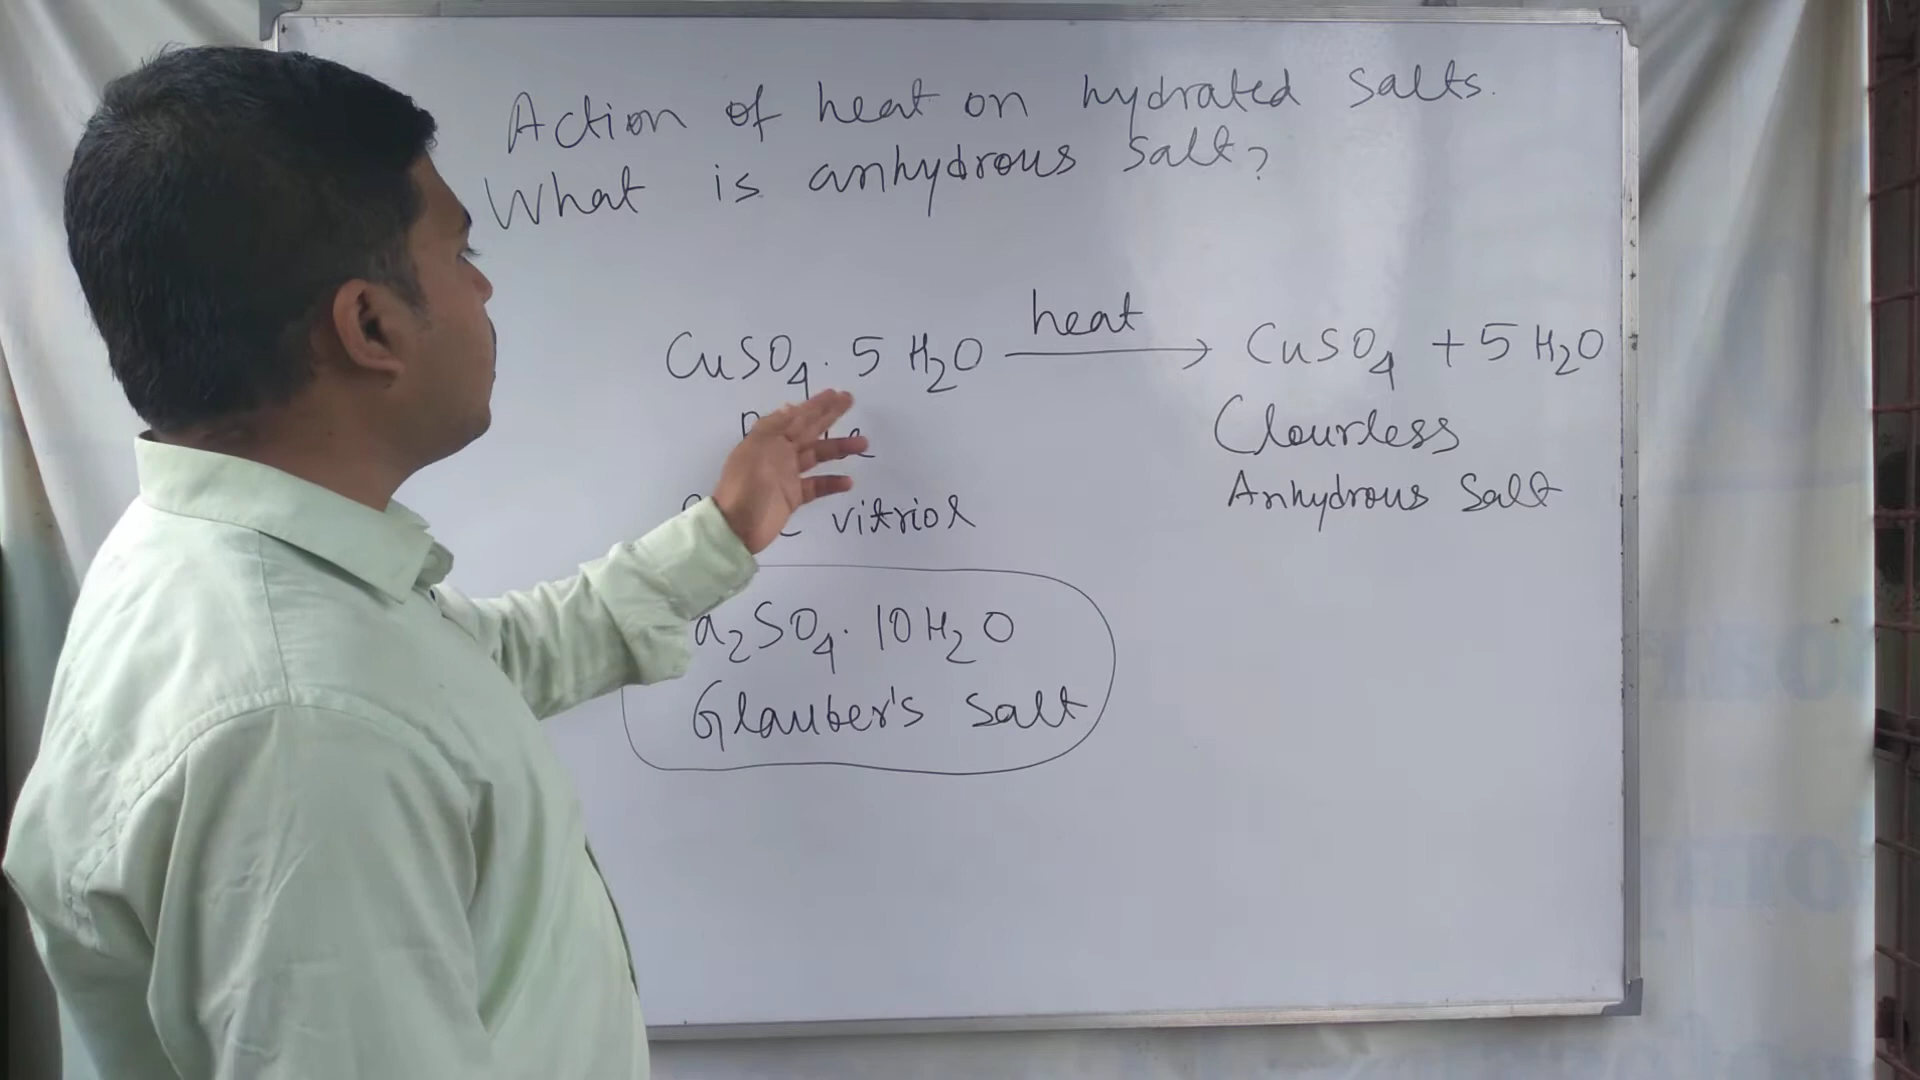 Action of heat on hydrated salts.
What is anhydrous salt?
CuSO₄. 5 H₂O heat → CuSO₄ + 5 H₂O
Clourless
vitriol
Anhydrous Salt
a₂SO₄. 10 H₂O
Glauber's Salt